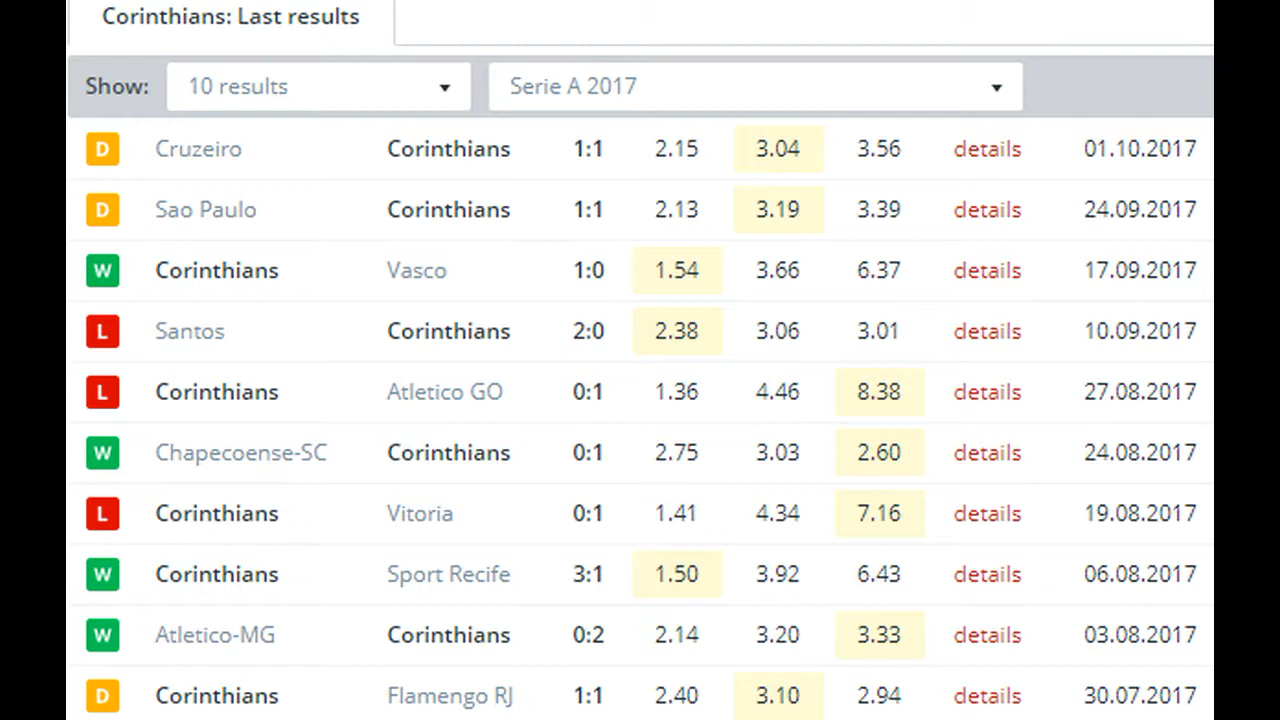 Corinthians: Last results
Show: 10 results Serie A 2017
D Cruzeiro Corinthians 1:1 2.15 3.04 3.56 details 01.10.2017
D Sao Paulo Corinthians 1:1 2.13 3.19 3.39 details 24.09.2017
W Corinthians Vasco 1:0 1.54 3.66 6.37 details 17.09.2017
L Santos Corinthians 2:0 2.38 3.06 3.01 details 10.09.2017
L Corinthians Atletico GO 0:1 1.36 4.46 8.38 details 27.08.2017
W Chapecoense-SC Corinthians 0:1 2.75 3.03 2.60 details 24.08.2017
L Corinthians Vitoria 0:1 1.41 4.34 7.16 details 19.08.2017
W Corinthians Sport Recife 3:1 1.50 3.92 6.43 details 06.08.2017
W Atletico-MG Corinthians 0:2 2.14 3.20 3.33 details 03.08.2017
D Corinthians Flamengo RJ 1:1 2.40 3.10 2.94 details 30.07.2017